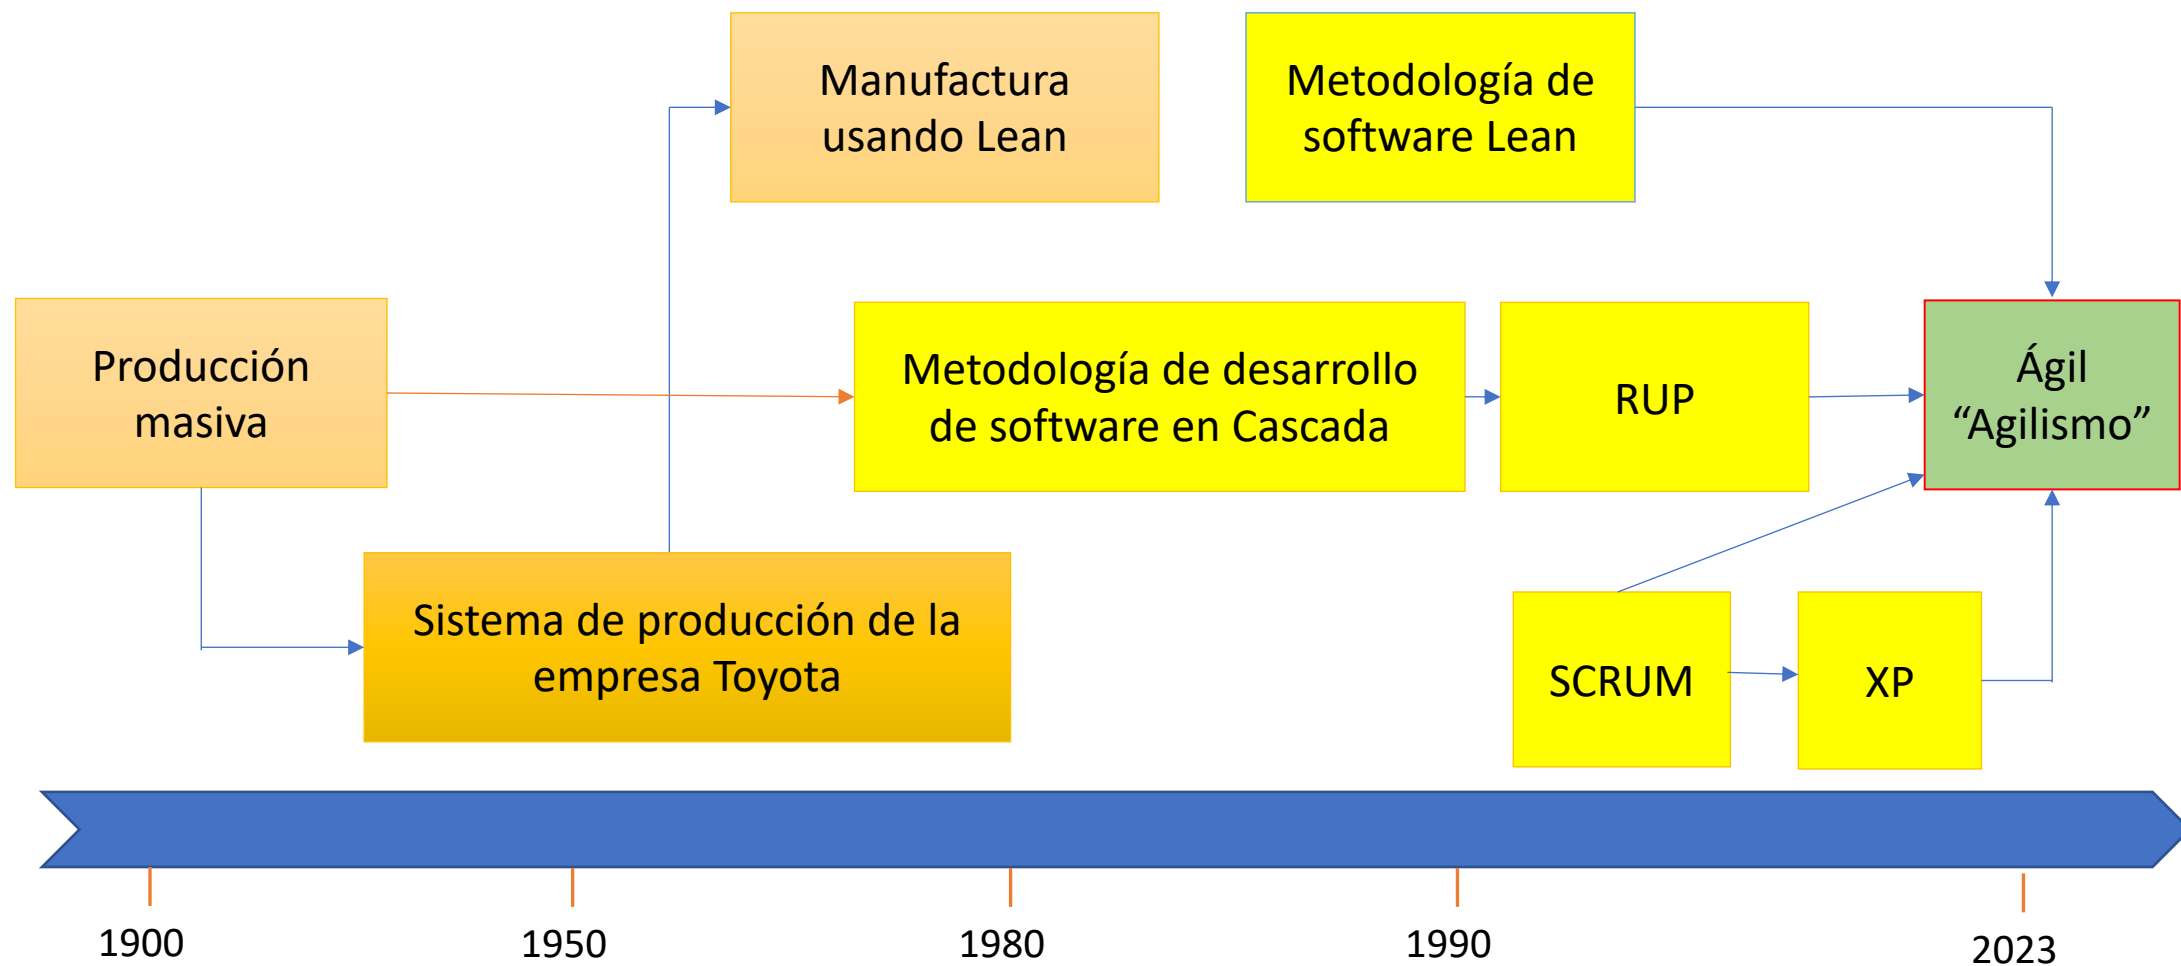 Manufactura
usando Lean
Metodología de
software Lean
Producción
masiva
Metodología de desarrollo
de software en Cascada
RUP
Ágil
“Agilismo”
Sistema de producción de la
empresa Toyota
SCRUM
XP
1900
1950
1980
1990
2023